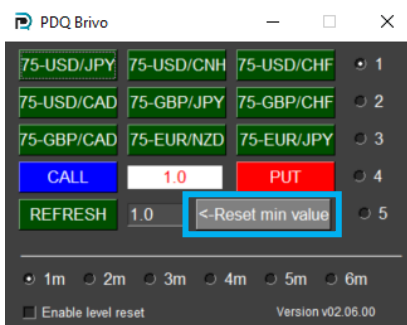 PDQ Brivo
75-USD/JPY 75-USD/CNH 75-USD/CHF 1
75-USD/CAD 75-GBP/JPY 75-GBP/CHF 2
75-GBP/CAD 75-EUR/NZD 75-EUR/JPY 3
CALL 1.0 PUT 4
REFRESH 1.0 <-Reset min value 5
1m 2m 3m 4m 5m 6m
Enable level reset Version v02.06.00